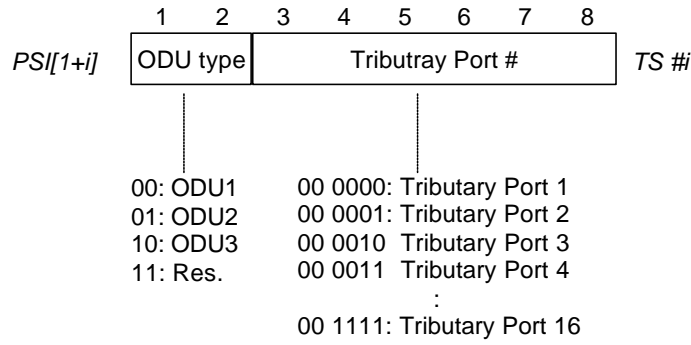 1 2 3 4 5 6 7 8
PSI[1+i] ODU type Tributray Port # TS #i
00: ODU1 00 0000: Tributary Port 1
01: ODU2 00 0001: Tributary Port 2
10: ODU3 00 0010 Tributary Port 3
11: Res. 00 0011 Tributary Port 4
:
00 1111: Tributary Port 16